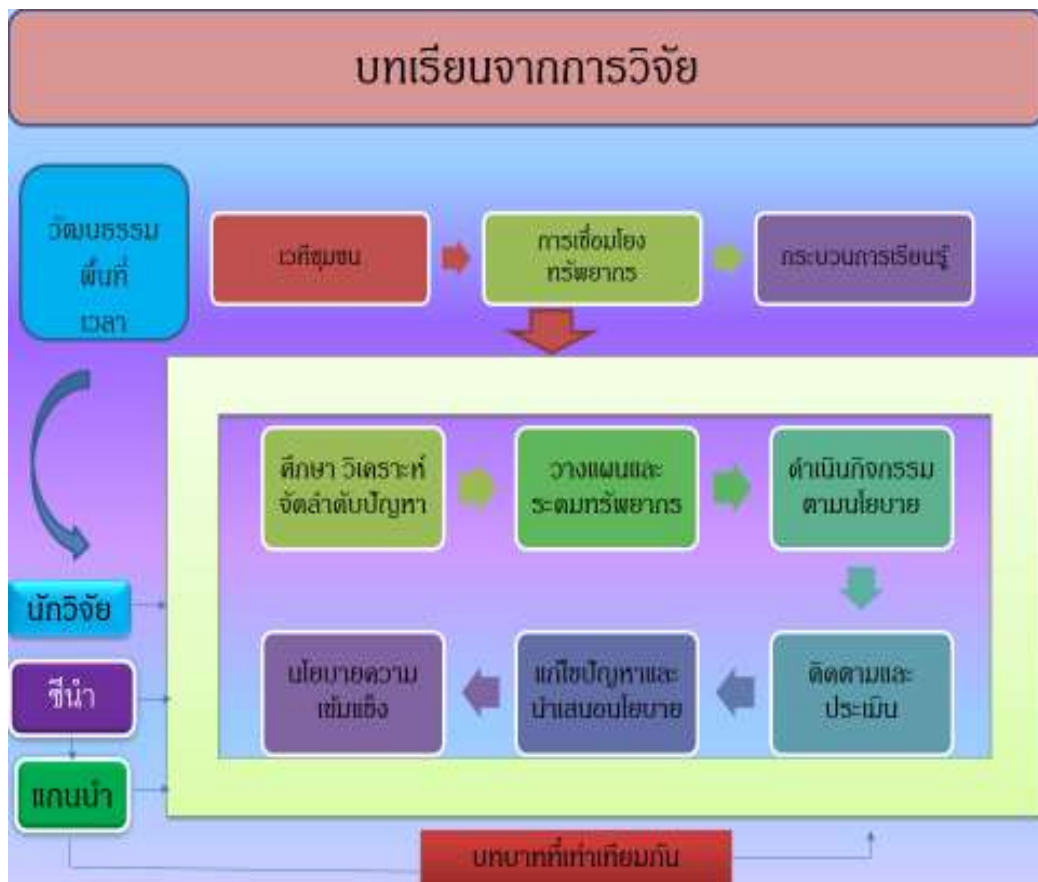 บทเรียนจากการวิจัย
วัฒนธรรม
พื้นที่
เวลา
เวทีชุมชน
การเชื่อมโยง
ทรัพยากร
กระบวนการเรียนรู้
ศึกษา วิเคราะห์
จัดลำดับปัญหา
วางแผนและ
ระดมทรัพยากร
ดำเนินกิจกรรม
ตามนโยบาย
นักวิจัย
ชี้นำ
แกนนำ
นโยบายความ
เข้มแข็ง
แก้ไขปัญหาและ
นำเสนอนโยบาย
ติดตามและ
ประเมิน
บทบาทที่เท่าเทียมกัน